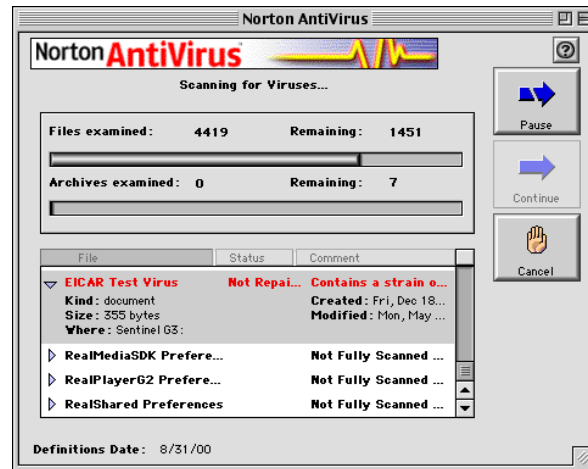 Norton AntiVirus
Norton AntiVirus
Scanning for Viruses...
Files examined: 4419 Remaining: 1451
Archives examined: 0 Remaining: 7
Pause
Continue
Cancel
File Status Comment
EICAR Test Virus Not Repai... Contains a strain o...
Kind: document Created: Fri, Dec 18...
Size: 355 bytes Modified: Mon, May ...
Where: Sentinel G3:
RealMediaSDK Prefere... Not Fully Scanned ...
RealPlayerG2 Prefere... Not Fully Scanned ...
RealShared Preferences Not Fully Scanned ...
Definitions Date: 8/31/00